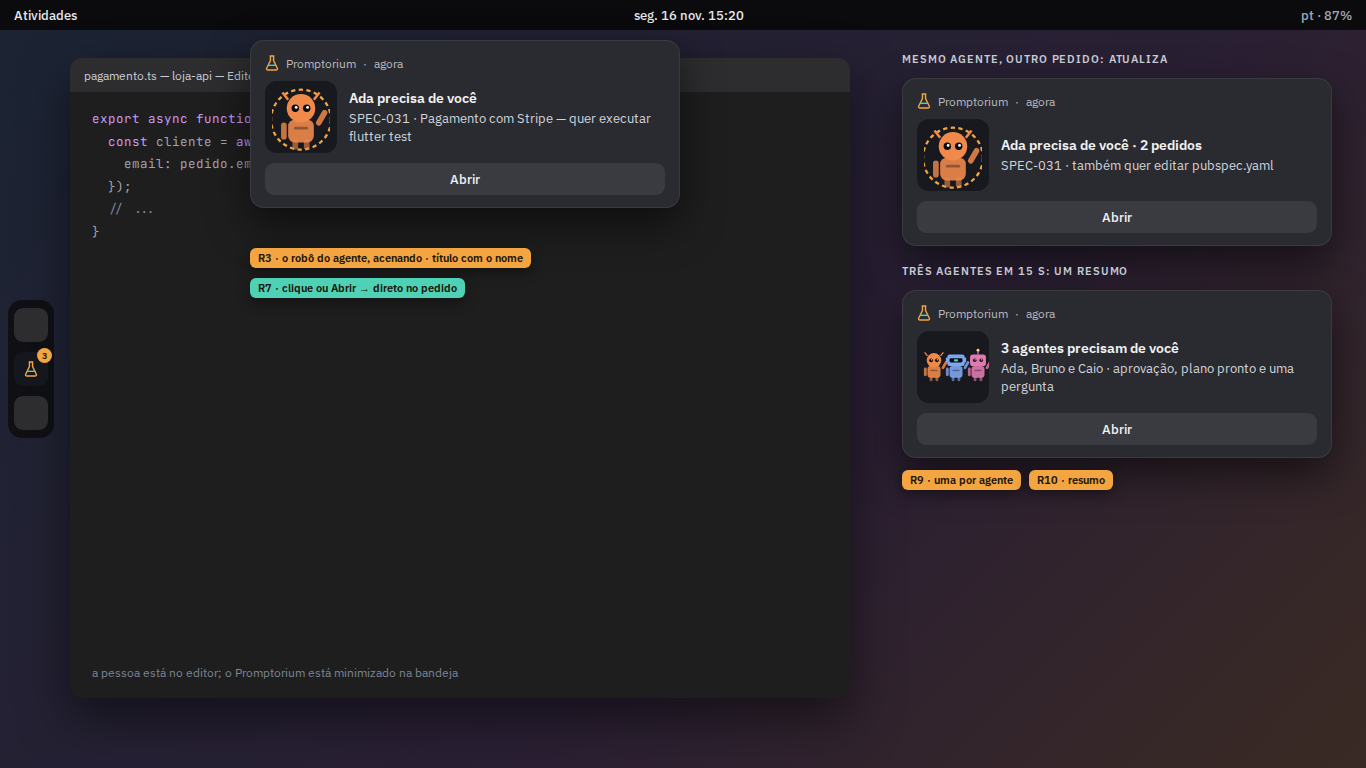 Atividades
seg. 16 nov. 15:20
pt · 87%
pagamento.ts — loja-api —
Promptorium · agora
Ada precisa de você
SPEC-031 · Pagamento com Stripe — quer executar
flutter test
Abrir
export async
const cliente =
email:
});
// ...
}
R3 · o robô do agente, acenando · título com o nome
R7 · clique ou Abrir → direto no pedido
3
a pessoa está no editor; o Promptorium está minimizado na bandeja
MESMO AGENTE, OUTRO PEDIDO: ATUALIZA
Promptorium · agora
Ada precisa de você · 2 pedidos
SPEC-031 · também quer editar pubspec.yaml
Abrir
TRÊS AGENTES EM 15 S: UM RESUMO
Promptorium · agora
3 agentes precisam de você
Ada, Bruno e Caio · aprovação, plano pronto e uma
pergunta
Abrir
R9 · uma por agente
R10 · resumo